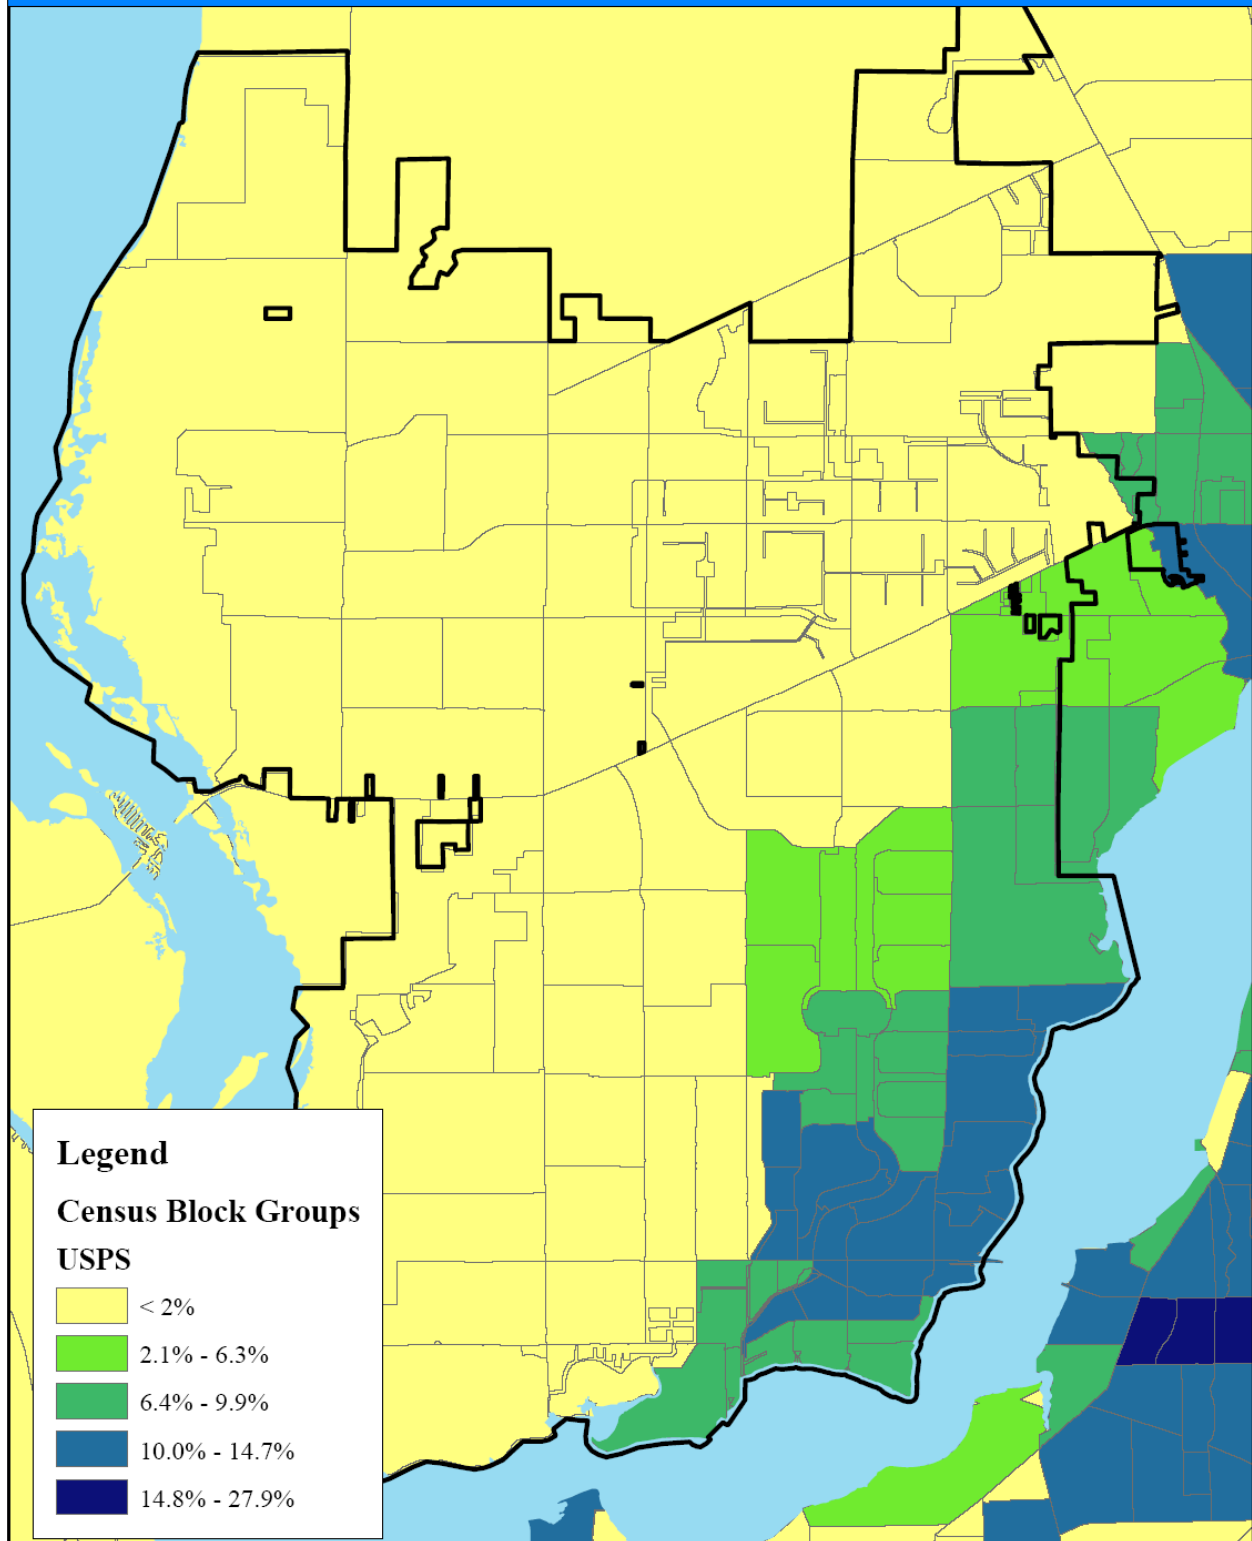 Legend
Census Block Groups
USPS
< 2%
2.1% - 6.3%
6.4% - 9.9%
10.0% - 14.7%
14.8% - 27.9%